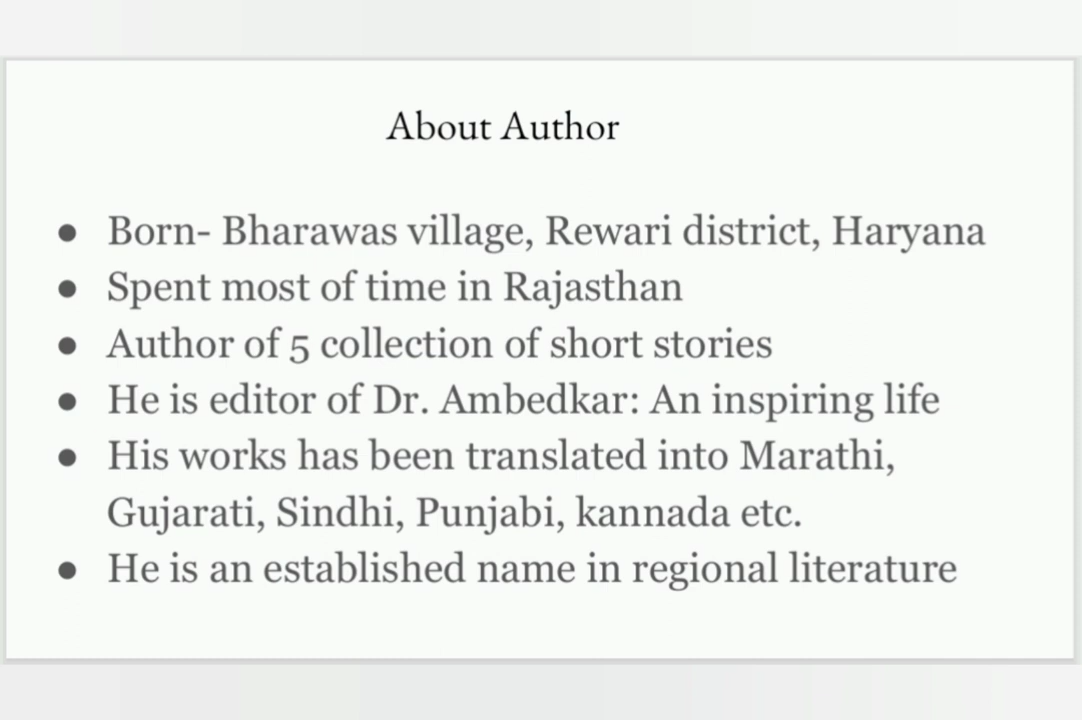 About Author
● Born- Bharawas village, Rewari district, Haryana
● Spent most of time in Rajasthan
● Author of 5 collection of short stories
● He is editor of Dr. Ambedkar: An inspiring life
● His works has been translated into Marathi,
Gujarati, Sindhi, Punjabi, kannada etc.
● He is an established name in regional literature